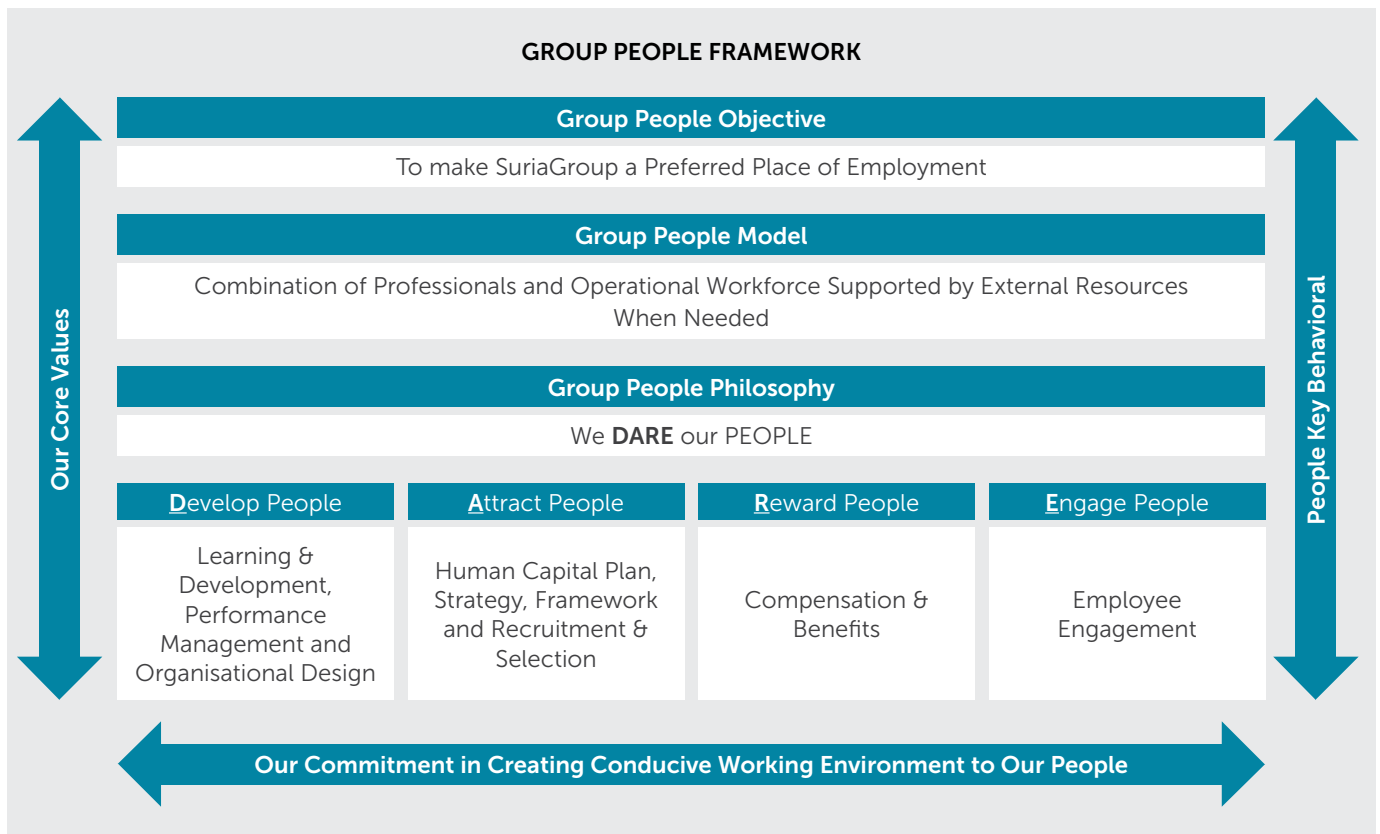 GROUP PEOPLE FRAMEWORK
Our Core Values
Group People Objective
To make SuriaGroup a Preferred Place of Employment
Group People Model
Combination of Professionals and Operational Workforce Supported by External Resources
When Needed
Group People Philosophy
We DARE our PEOPLE
Develop People
Learning &
Development,
Performance
Management and
Organisational Design
Attract People
Human Capital Plan,
Strategy, Framework
and Recruitment &
Selection
Reward People
Compensation &
Benefits
Engage People
Employee
Engagement
People Key Behavioral
Our Commitment in Creating Conducive Working Environment to Our People